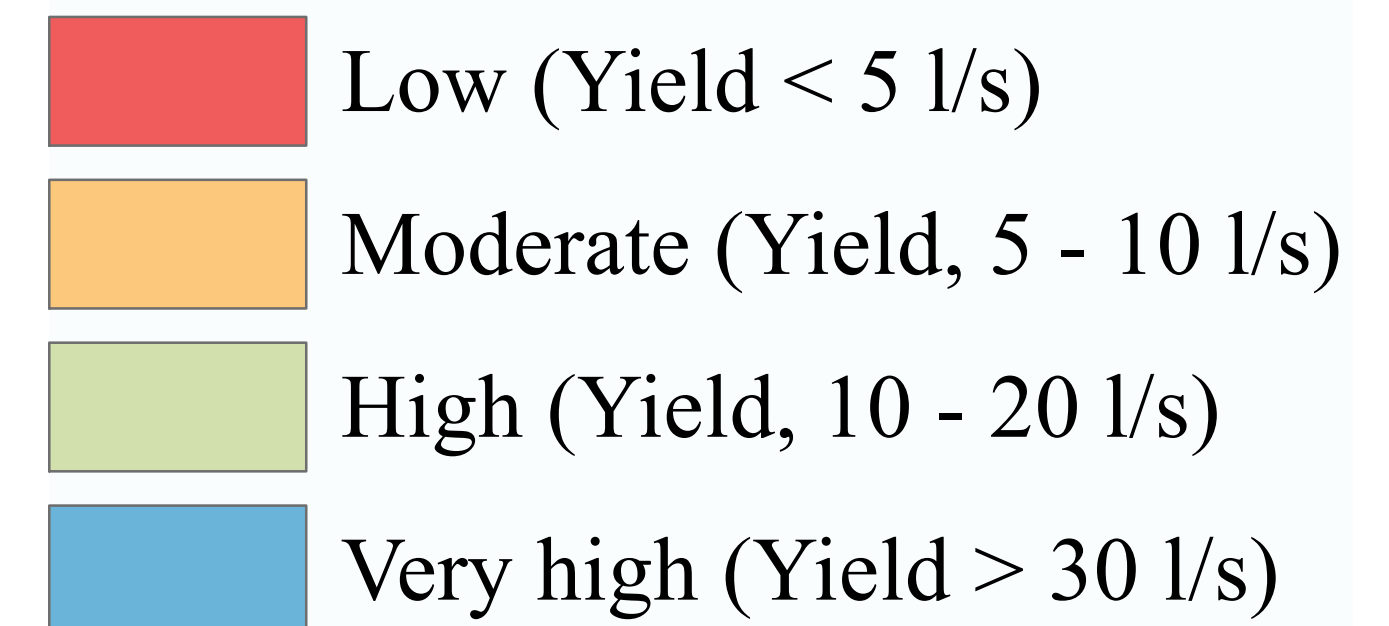 Low (Yield < 5 l/s)
Moderate (Yield, 5 - 10 l/s)
High (Yield, 10 - 20 l/s)
Very high (Yield > 30 l/s)